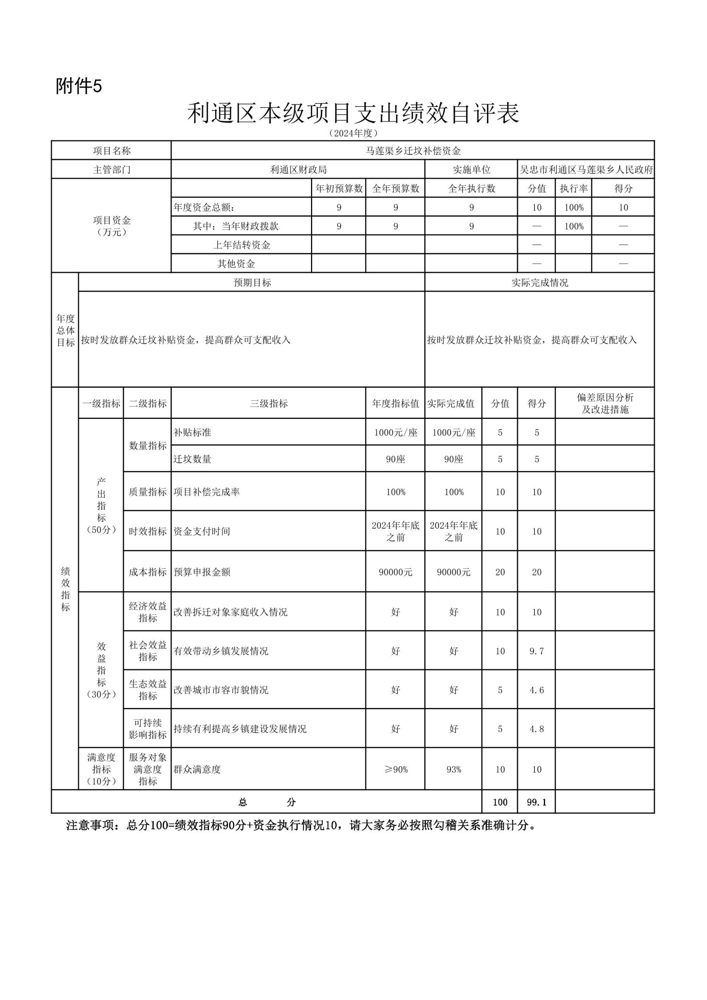 附件5
利通区本级项目支出绩效自评表
（2024年度）
项目名称 马莲渠乡迁坟补偿资金
主管部门 利通区财政局 实施单位 吴忠市利通区马莲渠乡人民政府
项目资金
（万元）
年初预算数 全年预算数 全年执行数 分值 执行率 得分
年度资金总额： 9 9 9 10 100% 10
其中：当年财政拨款 9 9 9 — 100% —
上年结转资金 — —
其他资金 — —
年度
总体
目标
预期目标 实际完成情况
按时发放群众迁坟补贴资金，提高群众可支配收入 按时发放群众迁坟补贴资金，提高群众可支配收入
绩
效
指
标
一级指标 二级指标 三级指标 年度指标值 实际完成值 分值 得分 偏差原因分析
及改进措施
产
出
指
标
（50分）
数量指标 补贴标准 1000元/座 1000元/座 5 5
迁坟数量 90座 90座 5 5
质量指标 项目补偿完成率 100% 100% 10 10
时效指标 资金支付时间 2024年年底
之前 2024年年底
之前 10 10
成本指标 预算申报金额 90000元 90000元 20 20
效
益
指
标
（30分）
经济效益
指标 改善拆迁对象家庭收入情况 好 好 10 10
社会效益
指标 有效带动乡镇发展情况 好 好 10 9.7
生态效益
指标 改善城市市容市貌情况 好 好 5 4.6
可持续
影响指标 持续有利提高乡镇建设发展情况 好 好 5 4.8
满意度
指标
（10分）
服务对象
满意度
指标 群众满意度 ≥90% 93% 10 10
总 分 100 99.1
注意事项：总分100=绩效指标90分+资金执行情况10，请大家务必按照勾稽关系准确计分。